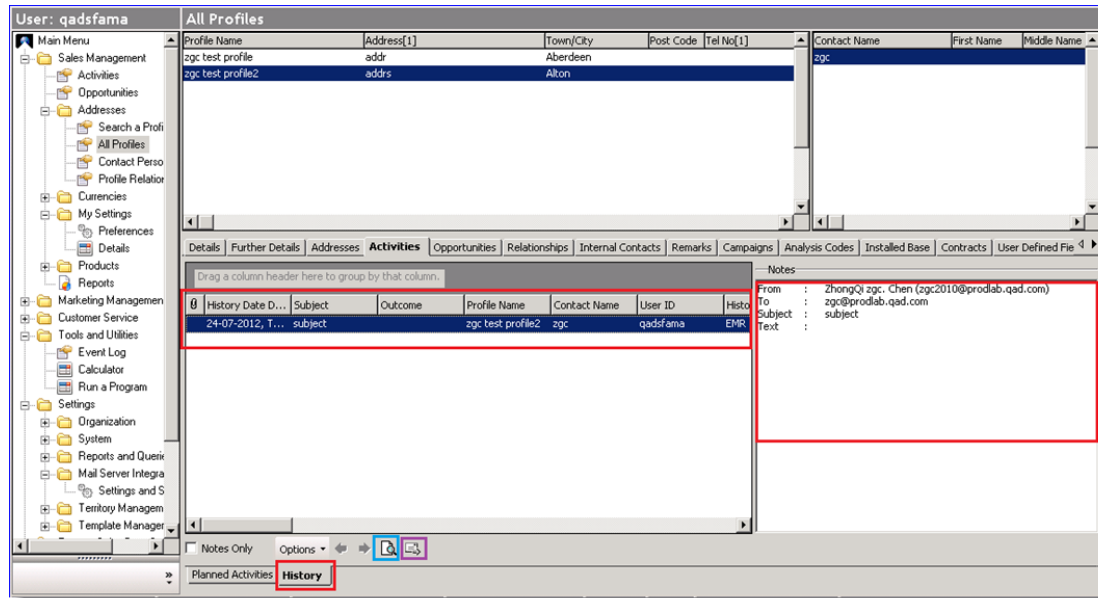 User: qadsfama
All Profiles
Main Menu
Sales Management
Activities
Opportunities
Addresses
Search a Profi
All Profiles
Contact Perso
Profile Relation
Currencies
My Settings
Preferences
Details
Products
Reports
Marketing Managemen
Customer Service
Tools and Utilities
Event Log
Calculator
Run a Program
Settings
Organization
System
Reports and Querie
Mail Server Integra
Settings and S
Territory Managem
Template Manager
Profile Name Address[1] Town/City Post Code Tel No[1]
zgc test profile addr Aberdeen
zgc test profile2 addrs Alton
Contact Name First Name Middle Name
zgc
Details Further Details Addresses Activities Opportunities Relationships Internal Contacts Remarks Campaigns Analysis Codes Installed Base Contracts User Defined Fie
Drag a column header here to group by that column.
History Date D... Subject Outcome Profile Name Contact Name User ID Histo
24-07-2012, T... subject zgc test profile2 zgc qadsfama EMR
Notes
From : ZhongQi zgc. Chen (zgc2010@prodlab.qad.com)
To : zgc@prodlab.qad.com
Subject : subject
Text :
Notes Only Options
Planned Activities History